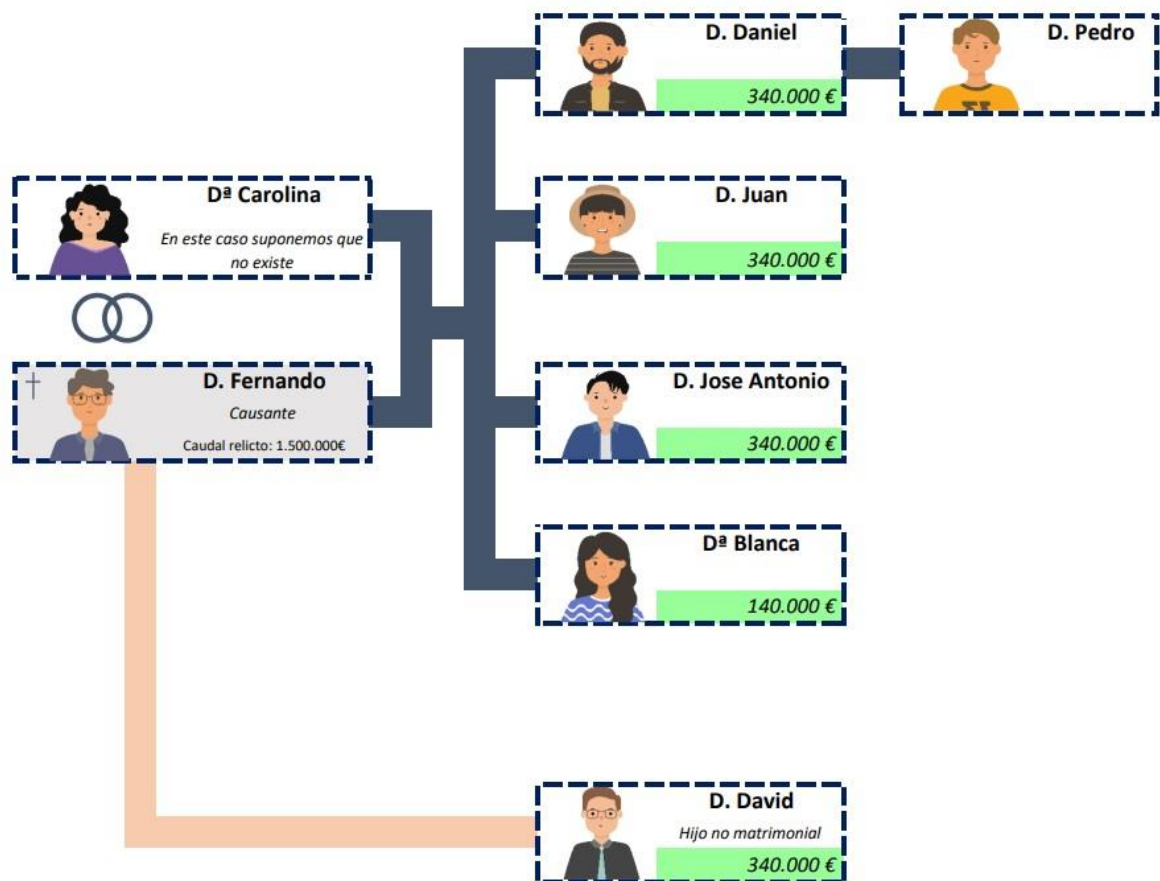 D. Daniel
340.000 €
D. Pedro
Dª Carolina
En este caso suponemos que
no existe
D. Juan
340.000 €
D. Fernando
Causante
Caudal relicto: 1.500.000€
D. Jose Antonio
340.000 €
Dª Blanca
140.000 €
D. David
Hijo no matrimonial
340.000 €